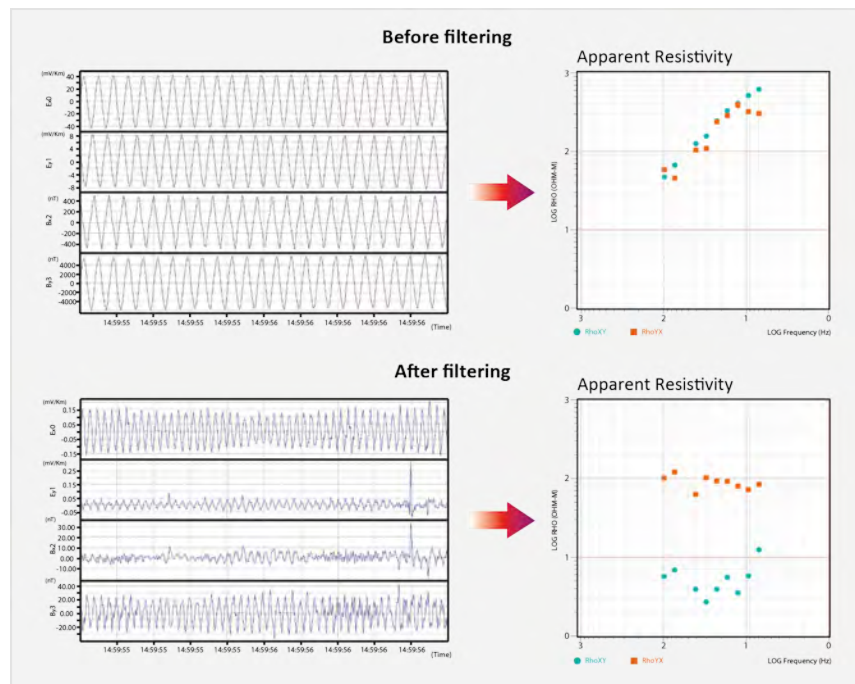 Before filtering
Apparent Resistivity
(mV/Km)
40
20
0
-20
-40
Ex0
(mV/Km)
8
4
0
-4
-8
Ey1
(nT)
400
200
0
-200
-400
Bx2
(nT)
4000
2000
0
-2000
-4000
By3
14:59:55 14:59:55 14:59:55 14:59:55 14:59:56 14:59:56 14:59:56 14:59:56 14:59:56
(Time)
3
2
1
0
LOG RHO (OHM-M)
3 2 1 0
RhoXY RhoYX LOG Frequency (Hz)
After filtering
Apparent Resistivity
(mV/Km)
0.15
0.05
-0.05
-0.15
Ex0
(mV/Km)
0.25
0.15
0.05
-0.05
Ey1
(nT)
30.00
20.00
10.00
0.00
-10.00
Bx2
(nT)
40.00
20.00
0.00
-20.00
By3
14:59:55 14:59:55 14:59:55 14:59:55 14:59:56 14:59:56 14:59:56 14:59:56 14:59:56
(Time)
3
2
1
0
LOG RHO (OHM-M)
3 2 1 0
RhoXY RhoYX LOG Frequency (Hz)